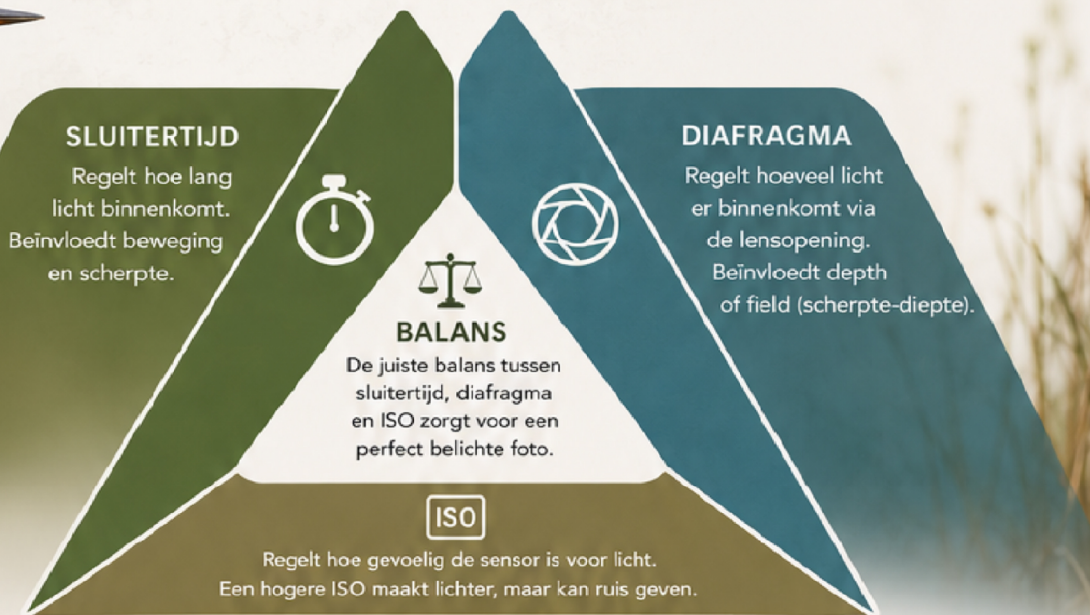 SLUITERTIJD
Regelt hoe lang
licht binnenkomt.
Beïnvloedt beweging
en scherpte.
DIAFRAGMA
Regelt hoeveel licht
er binnenkomt via
de lensopening.
Beïnvloedt depth
of field (scherpte-diepte).
BALANS
De juiste balans tussen
sluitertijd, diafragma
en ISO zorgt voor een
perfect belichte foto.
ISO
Regelt hoe gevoelig de sensor is voor licht.
Een hogere ISO maakt lichter, maar kan ruis geven.